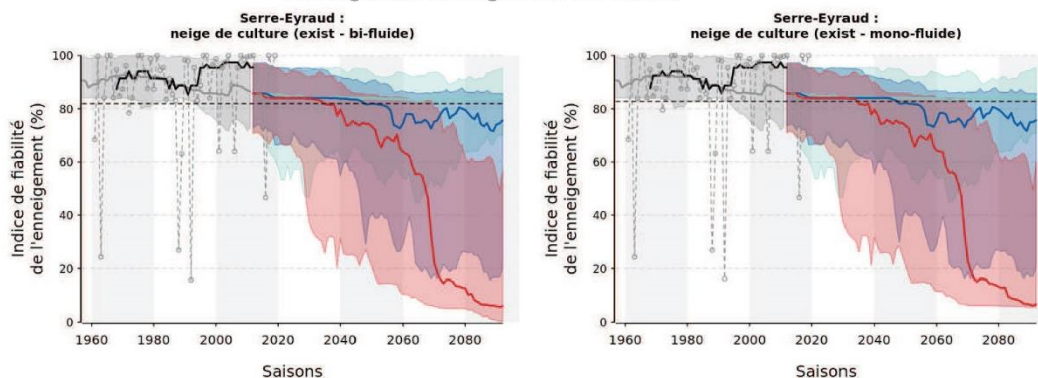 Serre-Eyraud :
neige de culture (exist - bi-fluide)
Indice de fiabilité
de l'enneigement (%)
100
80
60
40
20
0
1960 1980 2000 2020 2040 2060 2080
Saisons
Serre-Eyraud :
neige de culture (exist - mono-fluide)
Indice de fiabilité
de l'enneigement (%)
100
80
60
40
20
0
1960 1980 2000 2020 2040 2060 2080
Saisons